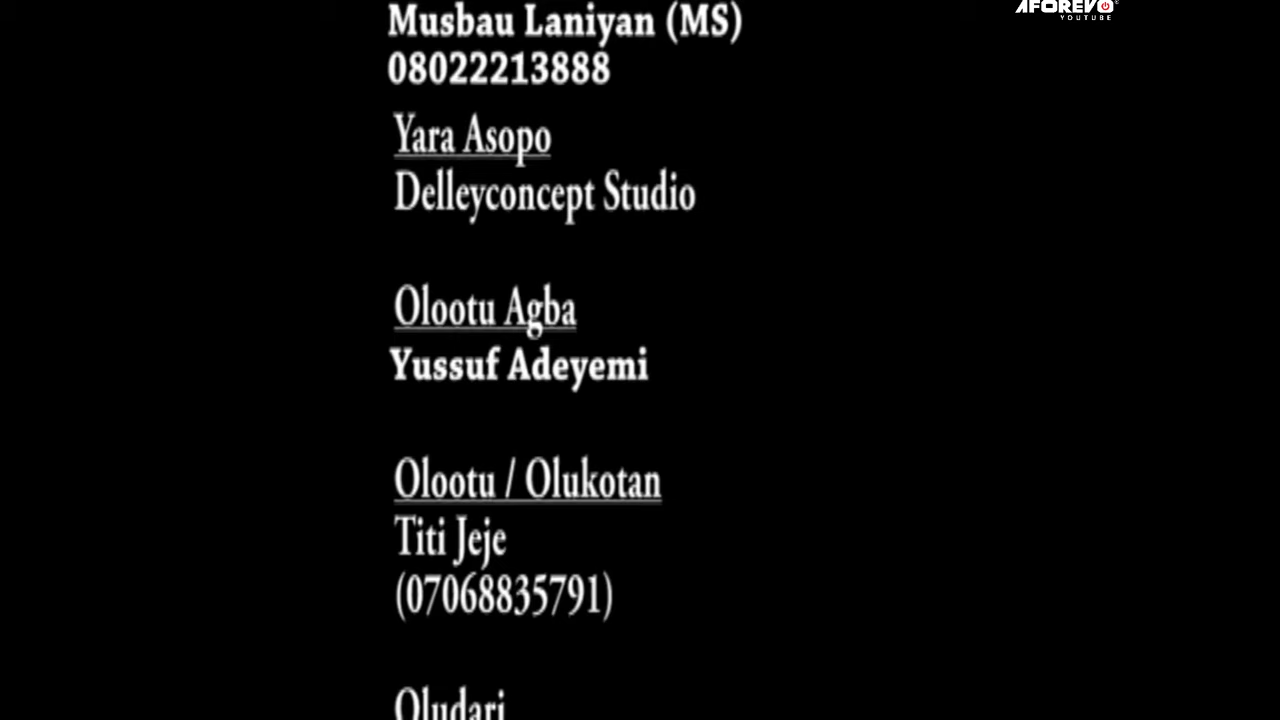 AFOREVO
YOUTUBE
Musbau Laniyan (MS)
08022213888
Yara Asopo
Delleyconcept Studio
Olootu Agba
Yussuf Adeyemi
Olootu / Olukotan
Titi Jeje
(07068835791)
Oludari